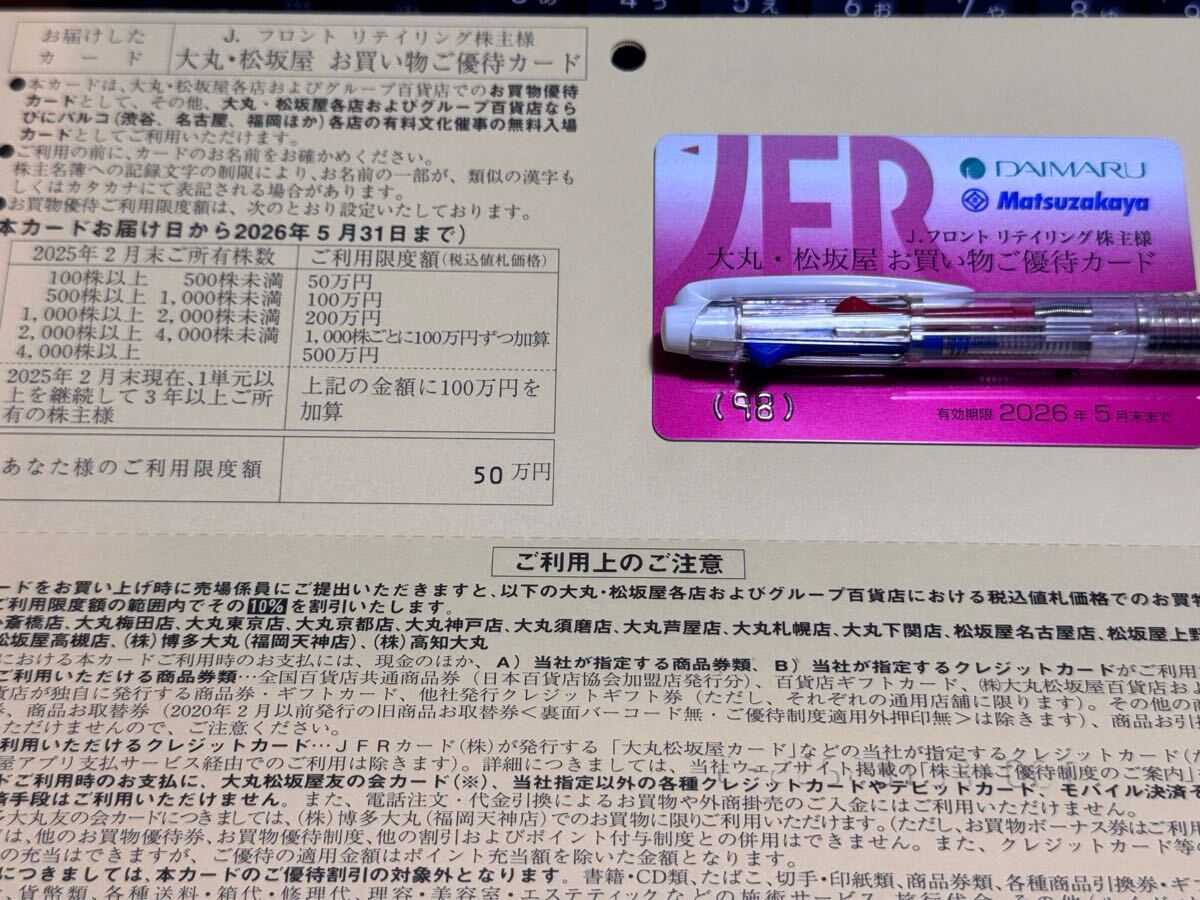 お届けした
カード
J. フロント リテイリング株主様
大丸・松坂屋 お買い物ご優待カード
●本カードは、大丸・松坂屋各店およびグループ百貨店でのお買物優待
カードとして、その他、大丸・松坂屋各店およびグループ百貨店なら
びにパルコ(渋谷、名古屋、福岡ほか)各店の有料文化催事の無料入場
カードとしてご利用いただけます。
●ご利用の前に、カードのお名前をお確かめください。
株主名簿への記録文字の制限により、お名前の一部が、類似の漢字も
しくはカタカナにて表記される場合があります。
●お買物優待ご利用限度額は、次のとおり設定いたしております。
本カードお届け日から2026年5月31日まで)
2025年2月末ご所有株数 ご利用限度額(税込値札価格)
100株以上 500株未満 50万円
500株以上 1,000株未満 100万円
1,000株以上 2,000株未満 200万円
2,000株以上 4,000株未満 1,000株ごとに100万円ずつ加算
4,000株以上 500万円
2025年2月末現在、1単元以
上を継続して3年以上ご所
有の株主様
上記の金額に100万円を
加算
あなた様のご利用限度額 50 万円
JFR
DAIMARU
Matsuzakaya
J.フロント リテイリング株主様
大丸・松坂屋 お買い物ご優待カード
(98)
有効期限 2026年5月末まで
ご利用上のご注意
ードをお買い上げ時に売場係員にご提出いただきますと、以下の大丸・松坂屋各店およびグループ百貨店における税込値札価格でのお買物
ご利用限度額の範囲内でその10%を割引いたします。
心斎橋店、大丸梅田店、大丸東京店、大丸京都店、大丸神戸店、大丸須磨店、大丸芦屋店、大丸札幌店、大丸下関店、松坂屋名古屋店、松坂屋上野
松坂屋高槻店、(株)博多大丸(福岡天神店)、(株)高知大丸
における本カードご利用時のお支払には、現金のほか、A)当社が指定する商品券類、B)当社が指定するクレジットカードがご利用
ご利用いただける商品券類…全国百貨店共通商品券(日本百貨店協会加盟店発行分)、百貨店ギフトカード、㈱大丸松坂屋百貨店お
貨店が独自に発行する商品券・ギフトカード、他社発行クレジットギフト券(ただし、それぞれの通用店舗に限ります)。その他の商
券、商品お取替券(2020年2月以前発行の旧商品お取替券<裏面バーコード無・ご優待制度適用外押印無>は除きます)、商品お引換
ただけませんので、ご注意ください。
利用いただけるクレジットカード…JFRカード(株)が発行する「大丸松坂屋カード」などの当社が指定するクレジットカード(た
屋アプリ支払サービス経由でのご利用は除きます)。詳細につきましては、当社ウェブサイト掲載の「株主様ご優待制度のご案内」
ドご利用時のお支払に、大丸松坂屋友の会カード(※)、当社指定以外の各種クレジットカードやデビットカード、モバイル決済そ
済手段はご利用いただけません。また、電話注文・代金引換によるお買物や外商掛売のご入金にはご利用いただけません。
多大丸友の会カードにつきましては、(株)博多大丸(福岡天神店)でのお買物に限りご利用いただけます。(ただし、お買物ボーナス券はご利用
は、他のお買物優待券、お買物優待制度、他の割引およびポイント付与制度との併用はできません。また、クレジットカード等の
の充当はできますが、ご優待の適用金額はポイント充当額を除いた金額となります。
につきましては、本カードのご優待割引の対象外となります。書籍・CD類、たばこ、切手・印紙類、商品券類、各種商品引換券・ギ
貨幣類、各種送料・箱代・修理代、理容・美容室・エステティックなどの施術サービス